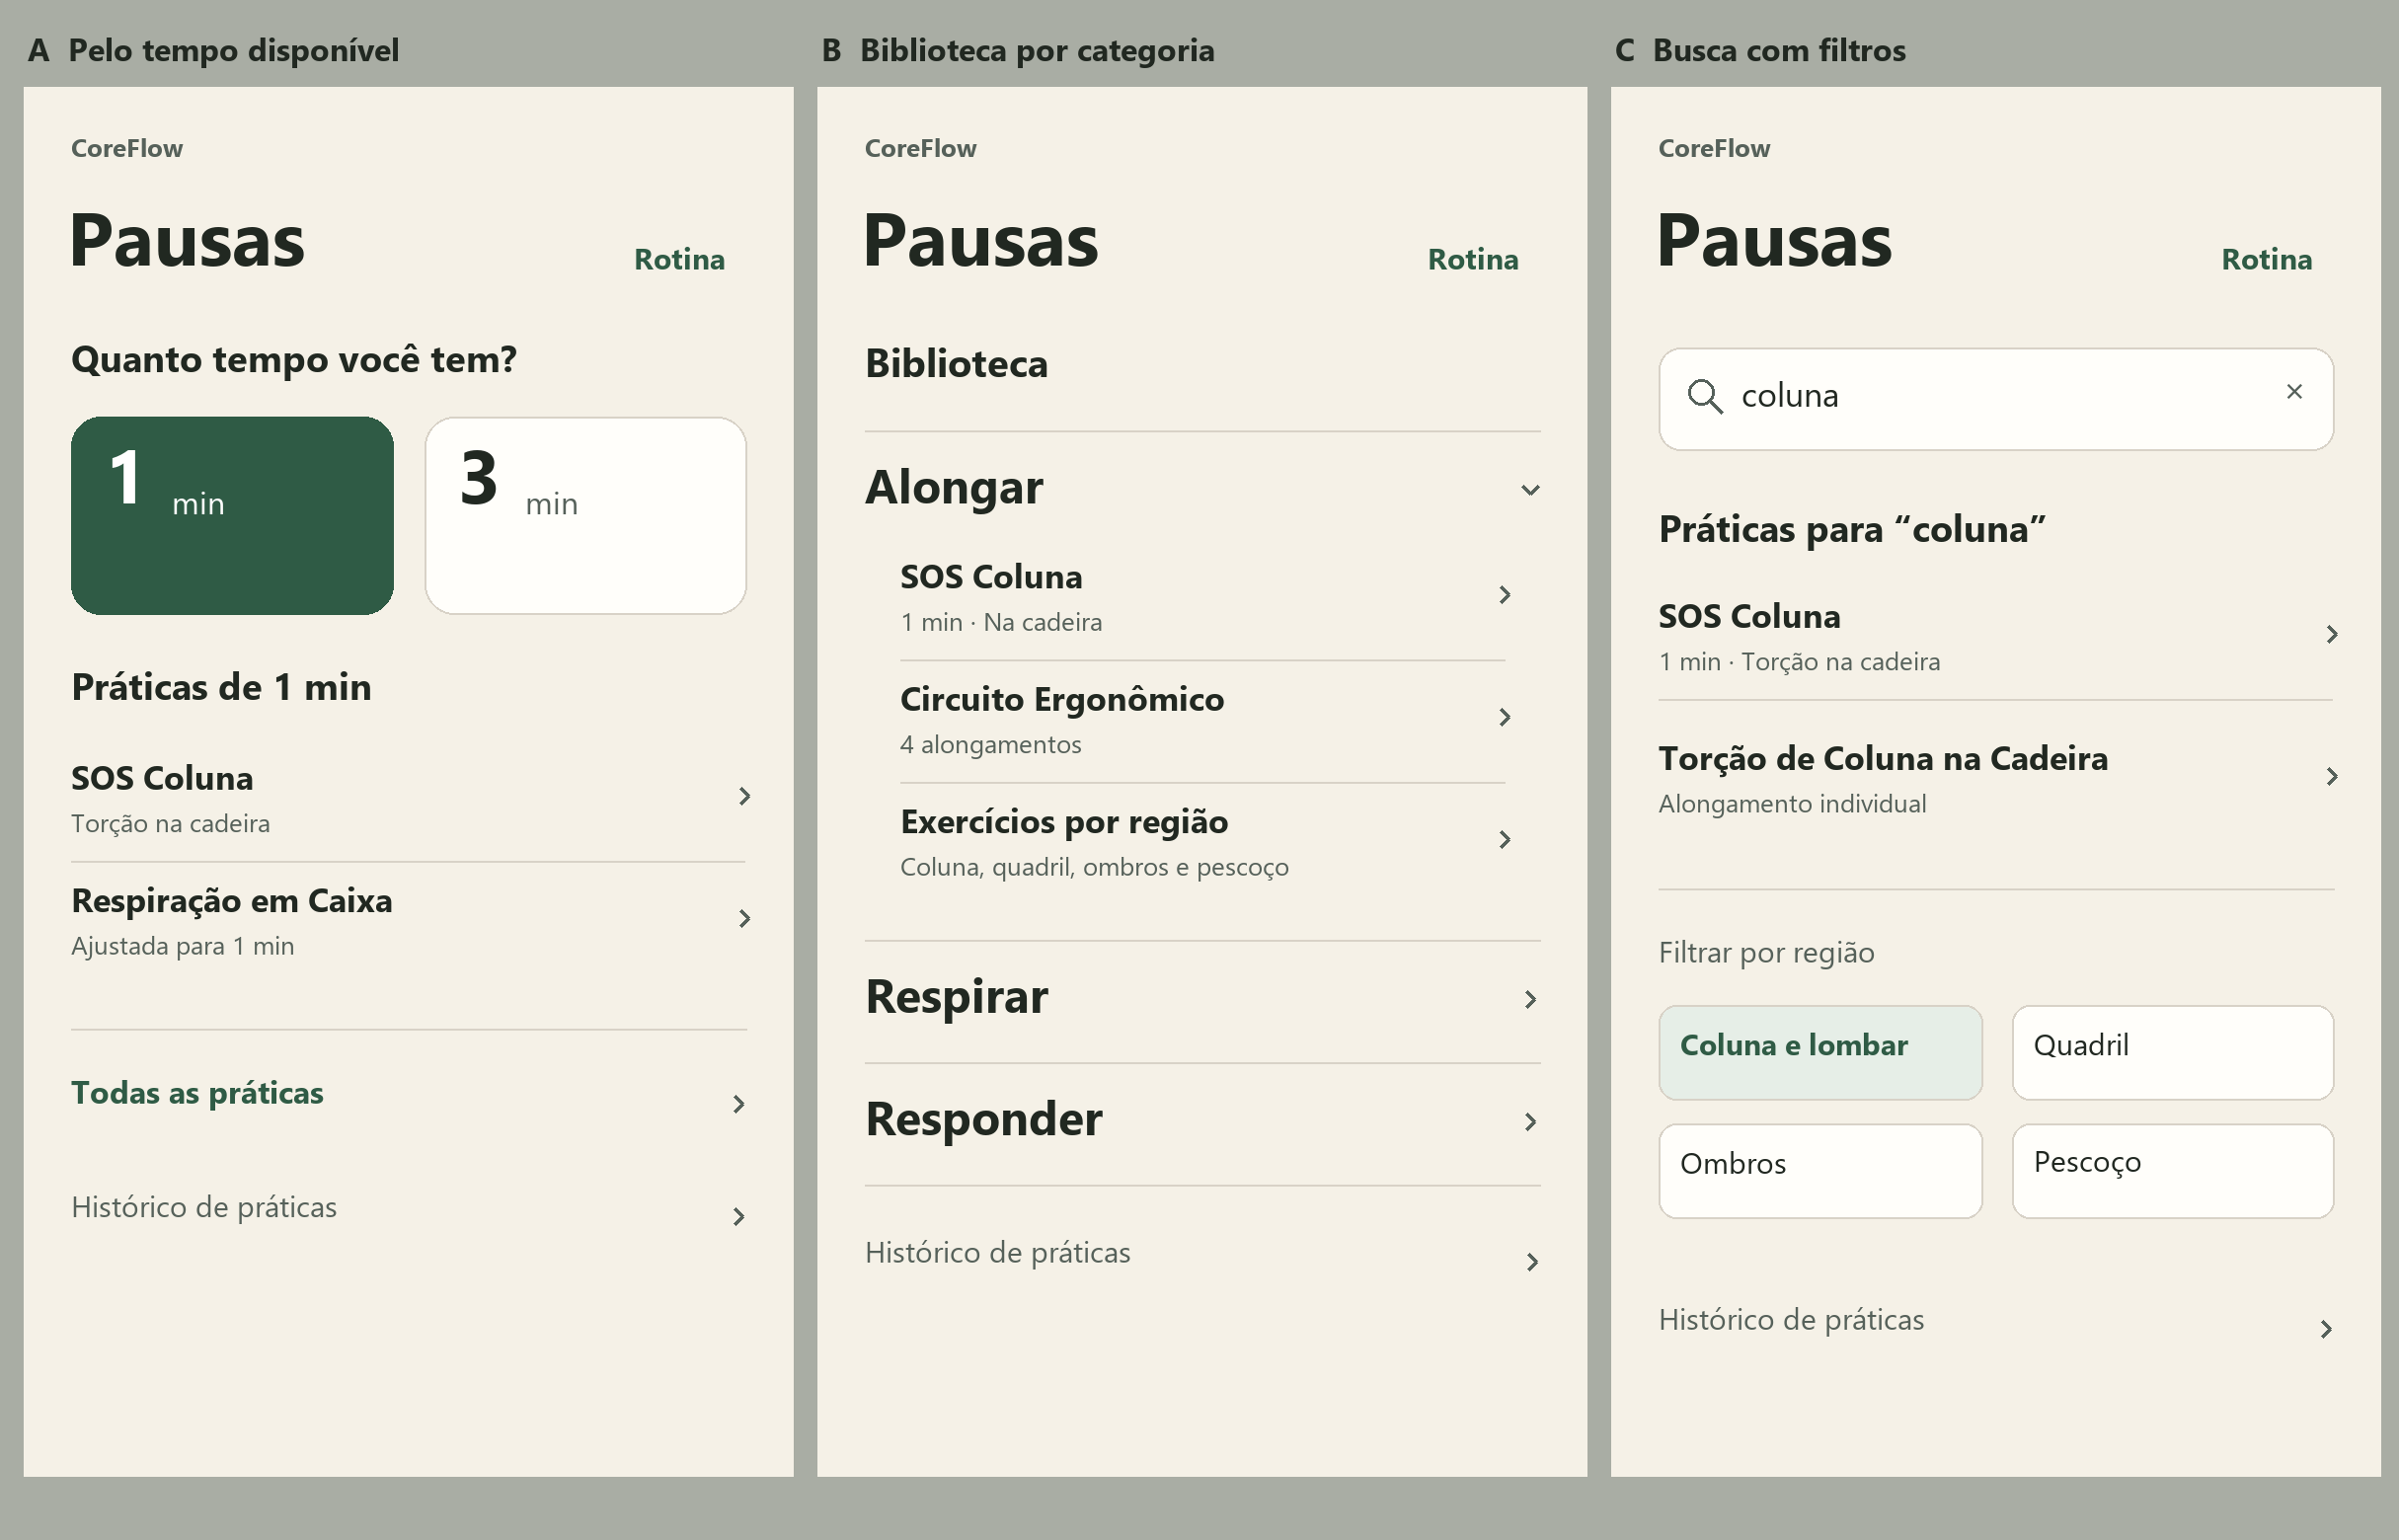 A Pelo tempo disponível
CoreFlow
Pausas
Rotina
Quanto tempo você tem?
1 min
3 min
Práticas de 1 min
SOS Coluna
Torção na cadeira
Respiração em Caixa
Ajustada para 1 min
Todas as práticas
Histórico de práticas
B Biblioteca por categoria
CoreFlow
Pausas
Rotina
Biblioteca
Alongar
SOS Coluna
1 min · Na cadeira
Circuito Ergonômico
4 alongamentos
Exercícios por região
Coluna, quadril, ombros e pescoço
Respirar
Responder
Histórico de práticas
C Busca com filtros
CoreFlow
Pausas
Rotina
coluna
Práticas para “coluna”
SOS Coluna
1 min · Torção na cadeira
Torção de Coluna na Cadeira
Alongamento individual
Filtrar por região
Coluna e lombar
Quadril
Ombros
Pescoço
Histórico de práticas